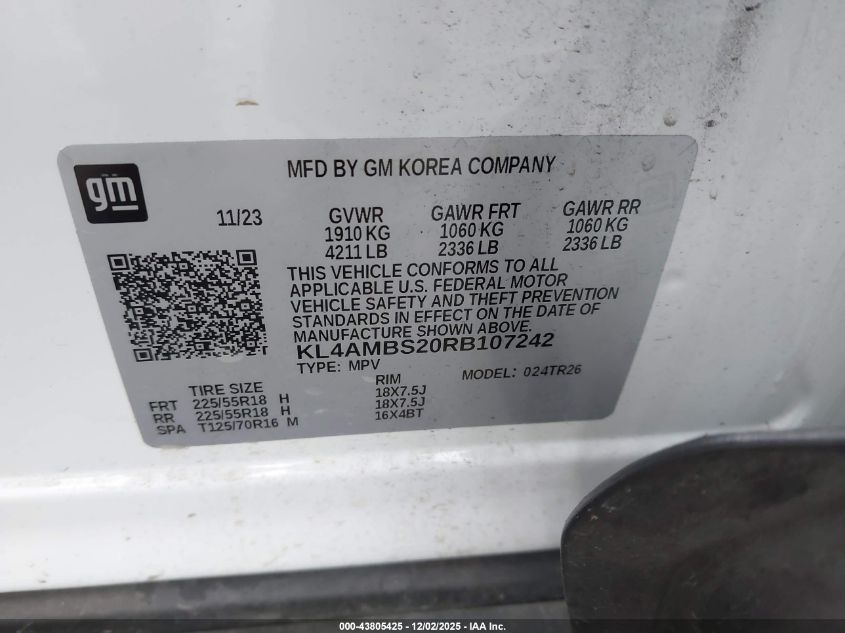 gm
MFD BY GM KOREA COMPANY
11/23
GVWR
1910 KG
4211 LB
GAWR FRT
1060 KG
2336 LB
GAWR RR
1060 KG
2336 LB
THIS VEHICLE CONFORMS TO ALL
APPLICABLE U.S. FEDERAL MOTOR
VEHICLE SAFETY AND THEFT PREVENTION
STANDARDS IN EFFECT ON THE DATE OF
MANUFACTURE SHOWN ABOVE.
KL4AMBS20RB107242
TYPE: MPV
MODEL: 024TR26
TIRE SIZE
RIM
FRT 225/55R18 H 18X7.5J
RR 225/55R18 H 18X7.5J
SPA T125/70R16 M 16X4BT
000-43805425 - 12/02/2025 - IAA Inc.